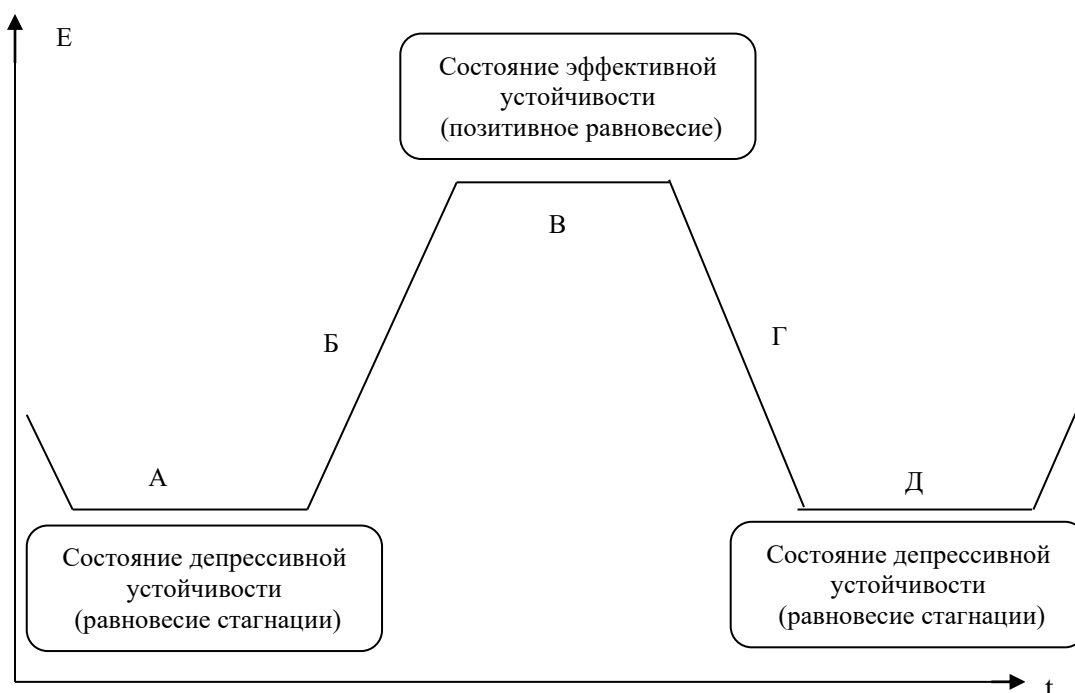 Е
Состояние эффективной
устойчивости
(позитивное равновесие)
В
Б
Г
А
Д
Состояние депрессивной
устойчивости
(равновесие стагнации)
Состояние депрессивной
устойчивости
(равновесие стагнации)
t